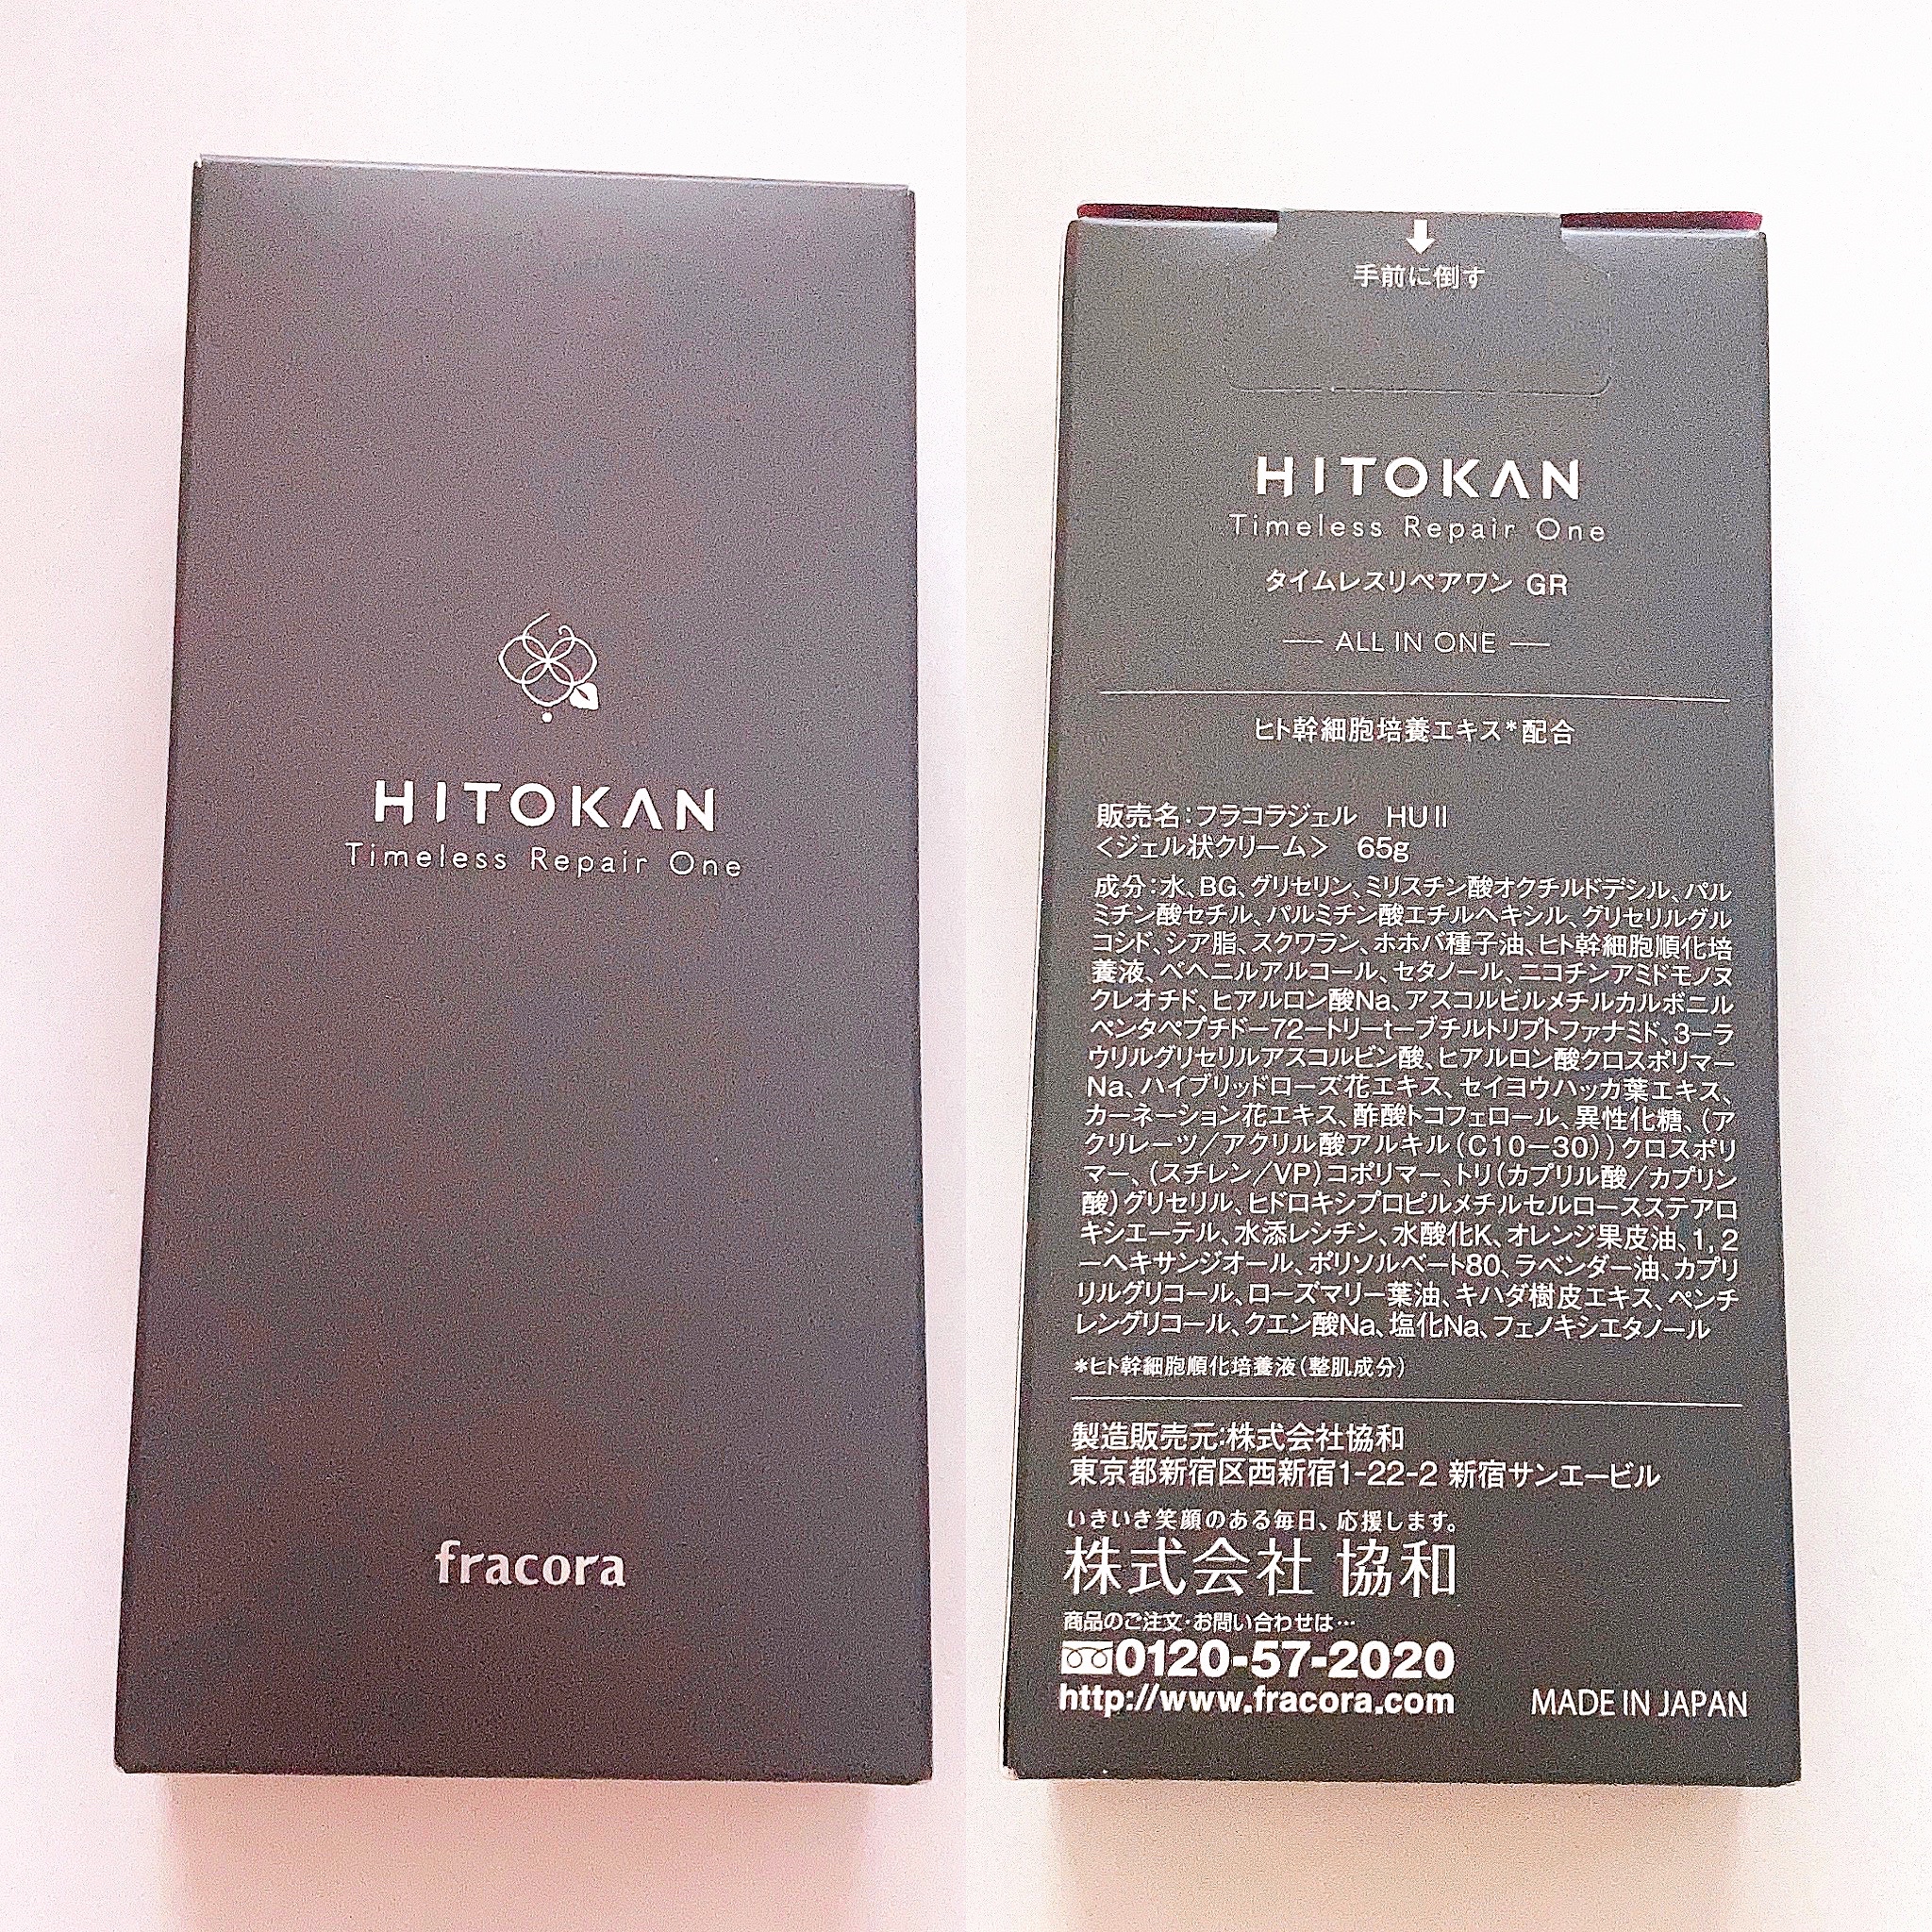 HITOKAN
Timeless Repair One
fracora
手前に倒す
HITOKAN
Timeless Repair One
タイムレスリペアワン GR
ALL IN ONE
ヒト幹細胞培養エキス*配合
販売名:フラコラジェル HUⅡ
<ジェル状クリーム> 65g
成分:水、BG、グリセリン、ミリスチン酸オクチルドデシル、パル
ミチン酸セチル、パルミチン酸エチルヘキシル、グリセリルグル
コシド、シア脂、スクワラン、ホホバ種子油、ヒト幹細胞順化培
養液、ベヘニルアルコール、セタノール、ニコチンアミドモノヌ
クレオチド、ヒアルロン酸Na、アスコルビルメチルカルボニル
ペンタペプチドー72ートリーtーブチルトリプトファナミド、3ーラ
ウリルグリセリルアスコルビン酸、ヒアルロン酸クロスポリマー
Na、ハイブリッドローズ花エキス、セイヨウハッカ葉エキス、
カーネーション花エキス、酢酸トコフェロール、異性化糖、(ア
クリレーツ/アクリル酸アルキル(C10ー30))クロスポリ
マー、(スチレン/VP)コポリマー、トリ(カプリル酸/カプリン
酸)グリセリル、ヒドロキシプロピルメチルセルロースステアロ
キシエーテル、水添レシチン、水酸化K、オレンジ果皮油、1,2
ーヘキサンジオール、ポリソルベート80、ラベンダー油、カプリ
リルグリコール、ローズマリー葉油、キハダ樹皮エキス、ペンチ
レングリコール、クエン酸Na、塩化Na、フェノキシエタノール
*ヒト幹細胞順化培養液(整肌成分)
製造販売元:株式会社協和
東京都新宿区西新宿1-22-2 新宿サンエービル
いきいき笑顔のある毎日、応援します。
株式会社 協和
商品のご注文・お問い合わせは…
0120-57-2020
http://www.fracora.com
MADE IN JAPAN